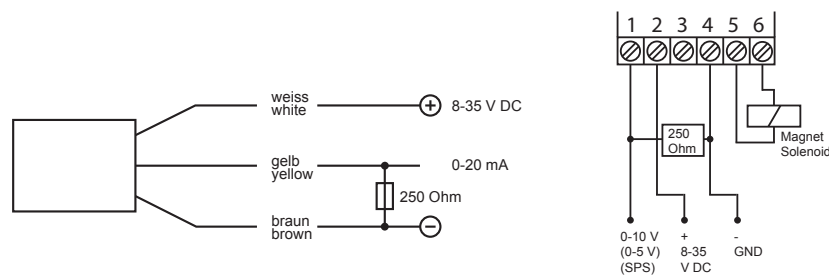 weiss
white
8-35 V DC
gelb
yellow
0-20 mA
250 Ohm
braun
brown
1 2 3 4 5 6
250
Ohm
Magnet
Solenoid
0-10 V
(0-5 V)
(SPS)
+
8-35
V DC
-
GND